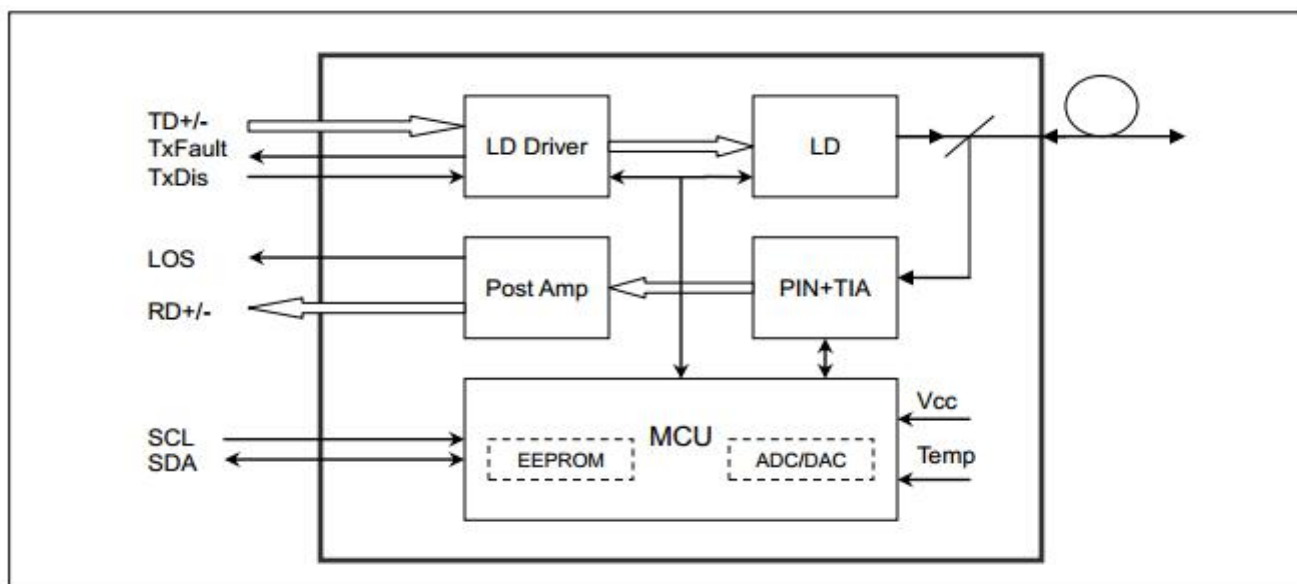 TD+/-
TxFault
TxDis
LD Driver
LD
LOS
RD+/-
Post Amp
PIN+TIA
SCL
SDA
MCU
EEPROM
ADC/DAC
Vcc
Temp